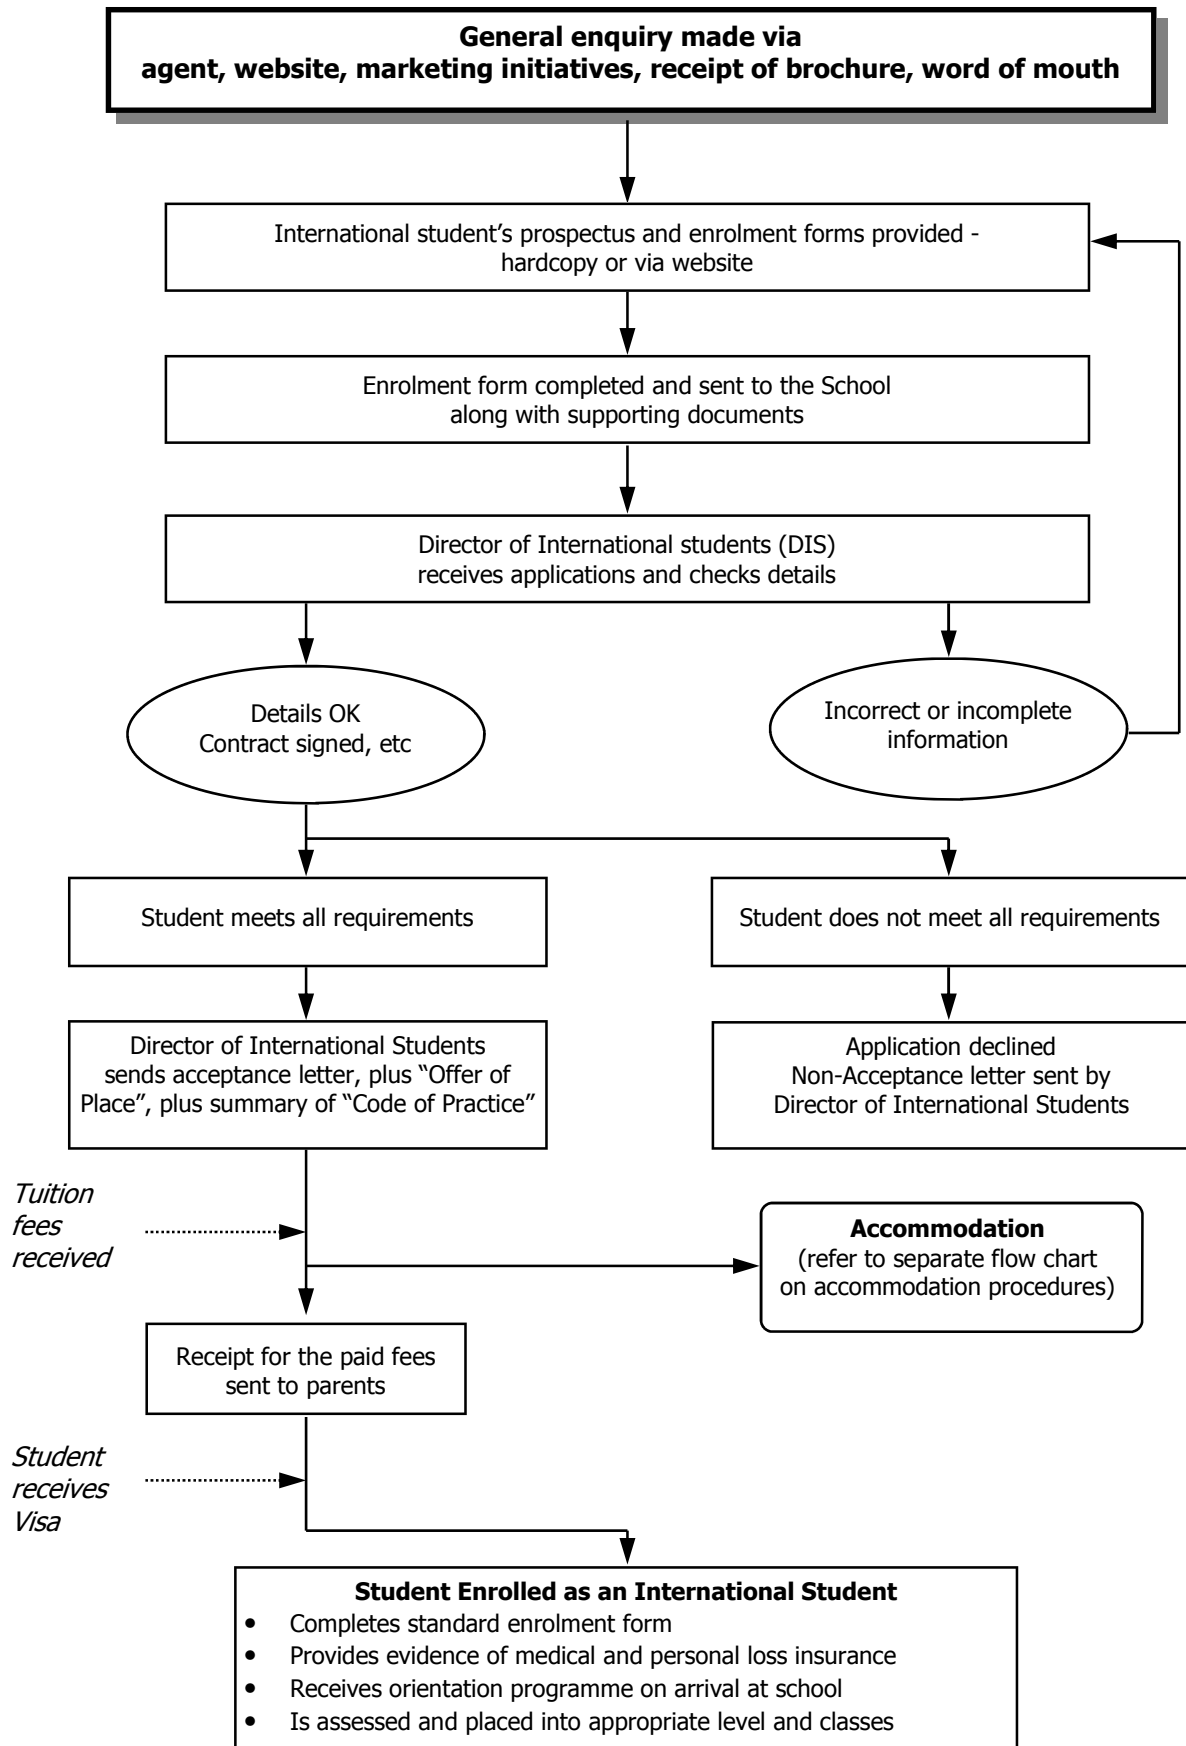 General enquiry made via
agent, website, marketing initiatives, receipt of brochure, word of mouth
International student’s prospectus and enrolment forms provided -
hardcopy or via website
Enrolment form completed and sent to the School
along with supporting documents
Director of International students (DIS)
receives applications and checks details
Details OK
Contract signed, etc
Incorrect or incomplete
information
Student meets all requirements
Student does not meet all requirements
Director of International Students
sends acceptance letter, plus “Offer of
Place”, plus summary of “Code of Practice”
Application declined
Non-Acceptance letter sent by
Director of International Students
Tuition
fees
received
Accommodation
(refer to separate flow chart
on accommodation procedures)
Receipt for the paid fees
sent to parents
Student
receives
Visa
Student Enrolled as an International Student
• Completes standard enrolment form
• Provides evidence of medical and personal loss insurance
• Receives orientation programme on arrival at school
• Is assessed and placed into appropriate level and classes